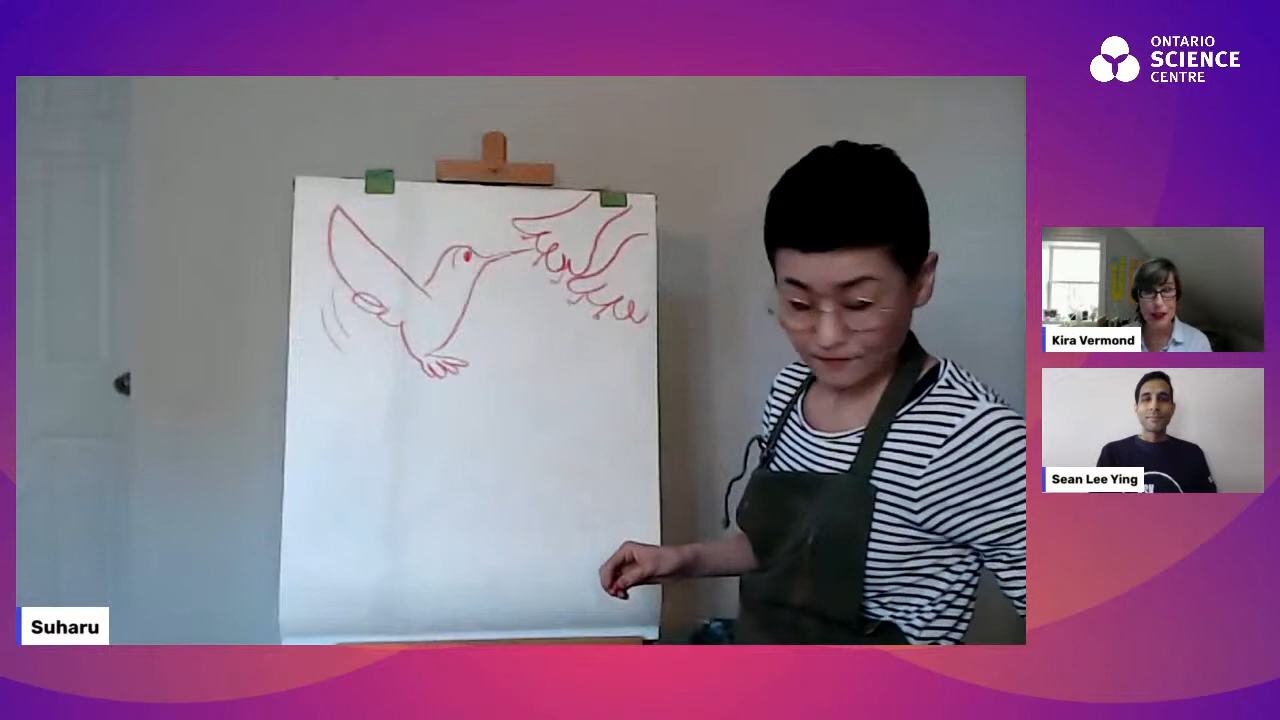 ONTARIO
SCIENCE
CENTRE
Kira Vermond
Sean Lee Ying
Suharu